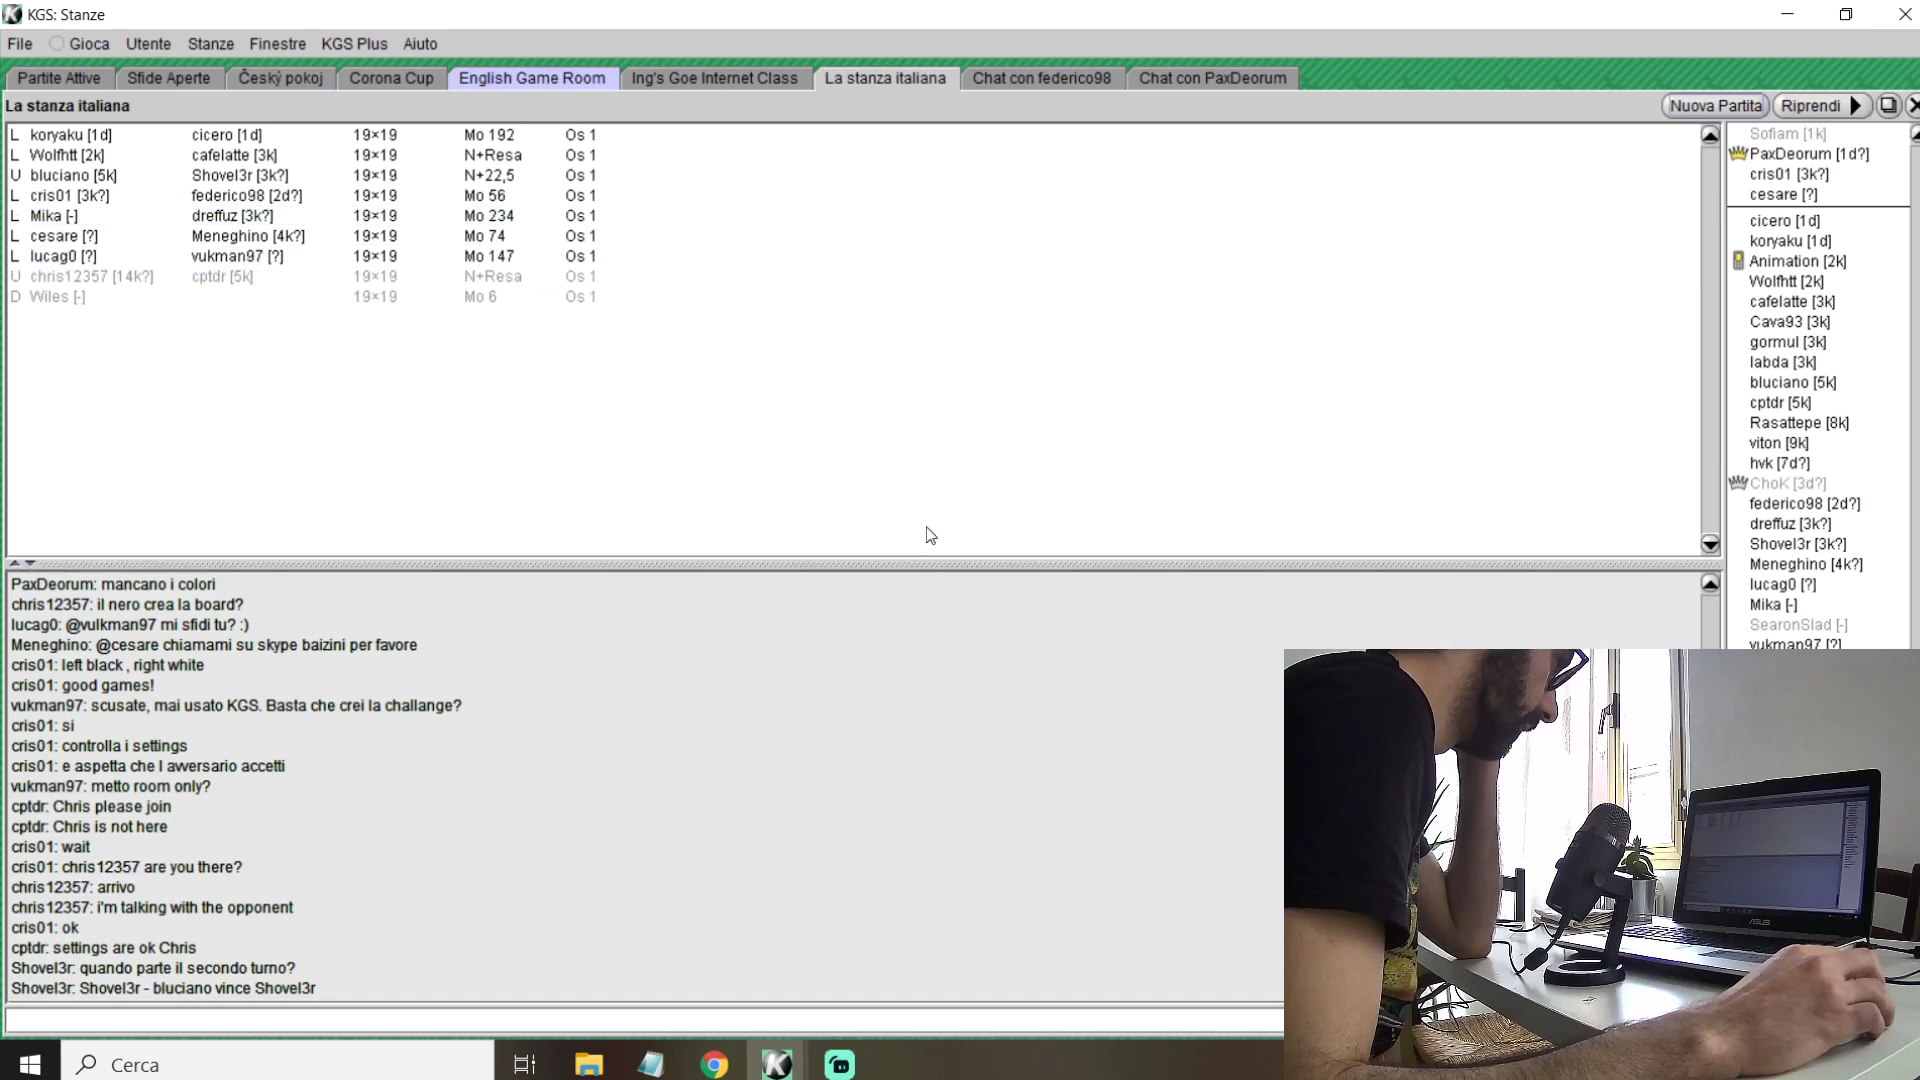 KGS: Stanze
File Gioca Utente Stanze Finestre KGS Plus Aiuto
Partite Attive Sfide Aperte Český pokoj Corona Cup English Game Room Ing's Goe Internet Class La stanza italiana Chat con federico98 Chat con PaxDeorum
La stanza italiana Nuova Partita Riprendi
L koryaku [1d] cicero [1d] 19×19 Mo 192 Os 1
L Wolfhtt [2k] cafelatte [3k] 19×19 N+Resa Os 1
U bluciano [5k] Shovel3r [3k?] 19×19 N+22,5 Os 1
L cris01 [3k?] federico98 [2d?] 19×19 Mo 56 Os 1
L Mika [-] dreffuz [3k?] 19×19 Mo 234 Os 1
L cesare [?] Meneghino [4k?] 19×19 Mo 74 Os 1
L lucag0 [?] vukman97 [?] 19×19 Mo 147 Os 1
U chris12357 [14k?] cptdr [5k] 19×19 N+Resa Os 1
D Wiles [-] 19×19 Mo 6 Os 1
Sofiam [1k]
PaxDeorum [1d?]
cris01 [3k?]
cesare [?]
cicero [1d]
koryaku [1d]
Animation [2k]
Wolfhtt [2k]
cafelatte [3k]
Cava93 [3k]
gormul [3k]
labda [3k]
bluciano [5k]
cptdr [5k]
Rasattepe [8k]
viton [9k]
hvk [7d?]
ChoK [3d?]
federico98 [2d?]
dreffuz [3k?]
Shovel3r [3k?]
Meneghino [4k?]
lucag0 [?]
Mika [-]
SearonSlad [-]
vukman97 [?]
PaxDeorum: mancano i colori
chris12357: il nero crea la board?
lucag0: @vulkman97 mi sfidi tu? :)
Meneghino: @cesare chiamami su skype baizini per favore
cris01: left black , right white
cris01: good games!
vukman97: scusate, mai usato KGS. Basta che crei la challange?
cris01: si
cris01: controlla i settings
cris01: e aspetta che l avversario accetti
vukman97: metto room only?
cptdr: Chris please join
cptdr: Chris is not here
cris01: wait
cris01: chris12357 are you there?
chris12357: arrivo
chris12357: i'm talking with the opponent
cris01: ok
cptdr: settings are ok Chris
Shovel3r: quando parte il secondo turno?
Shovel3r: Shovel3r - bluciano vince Shovel3r
Cerca
ASUS